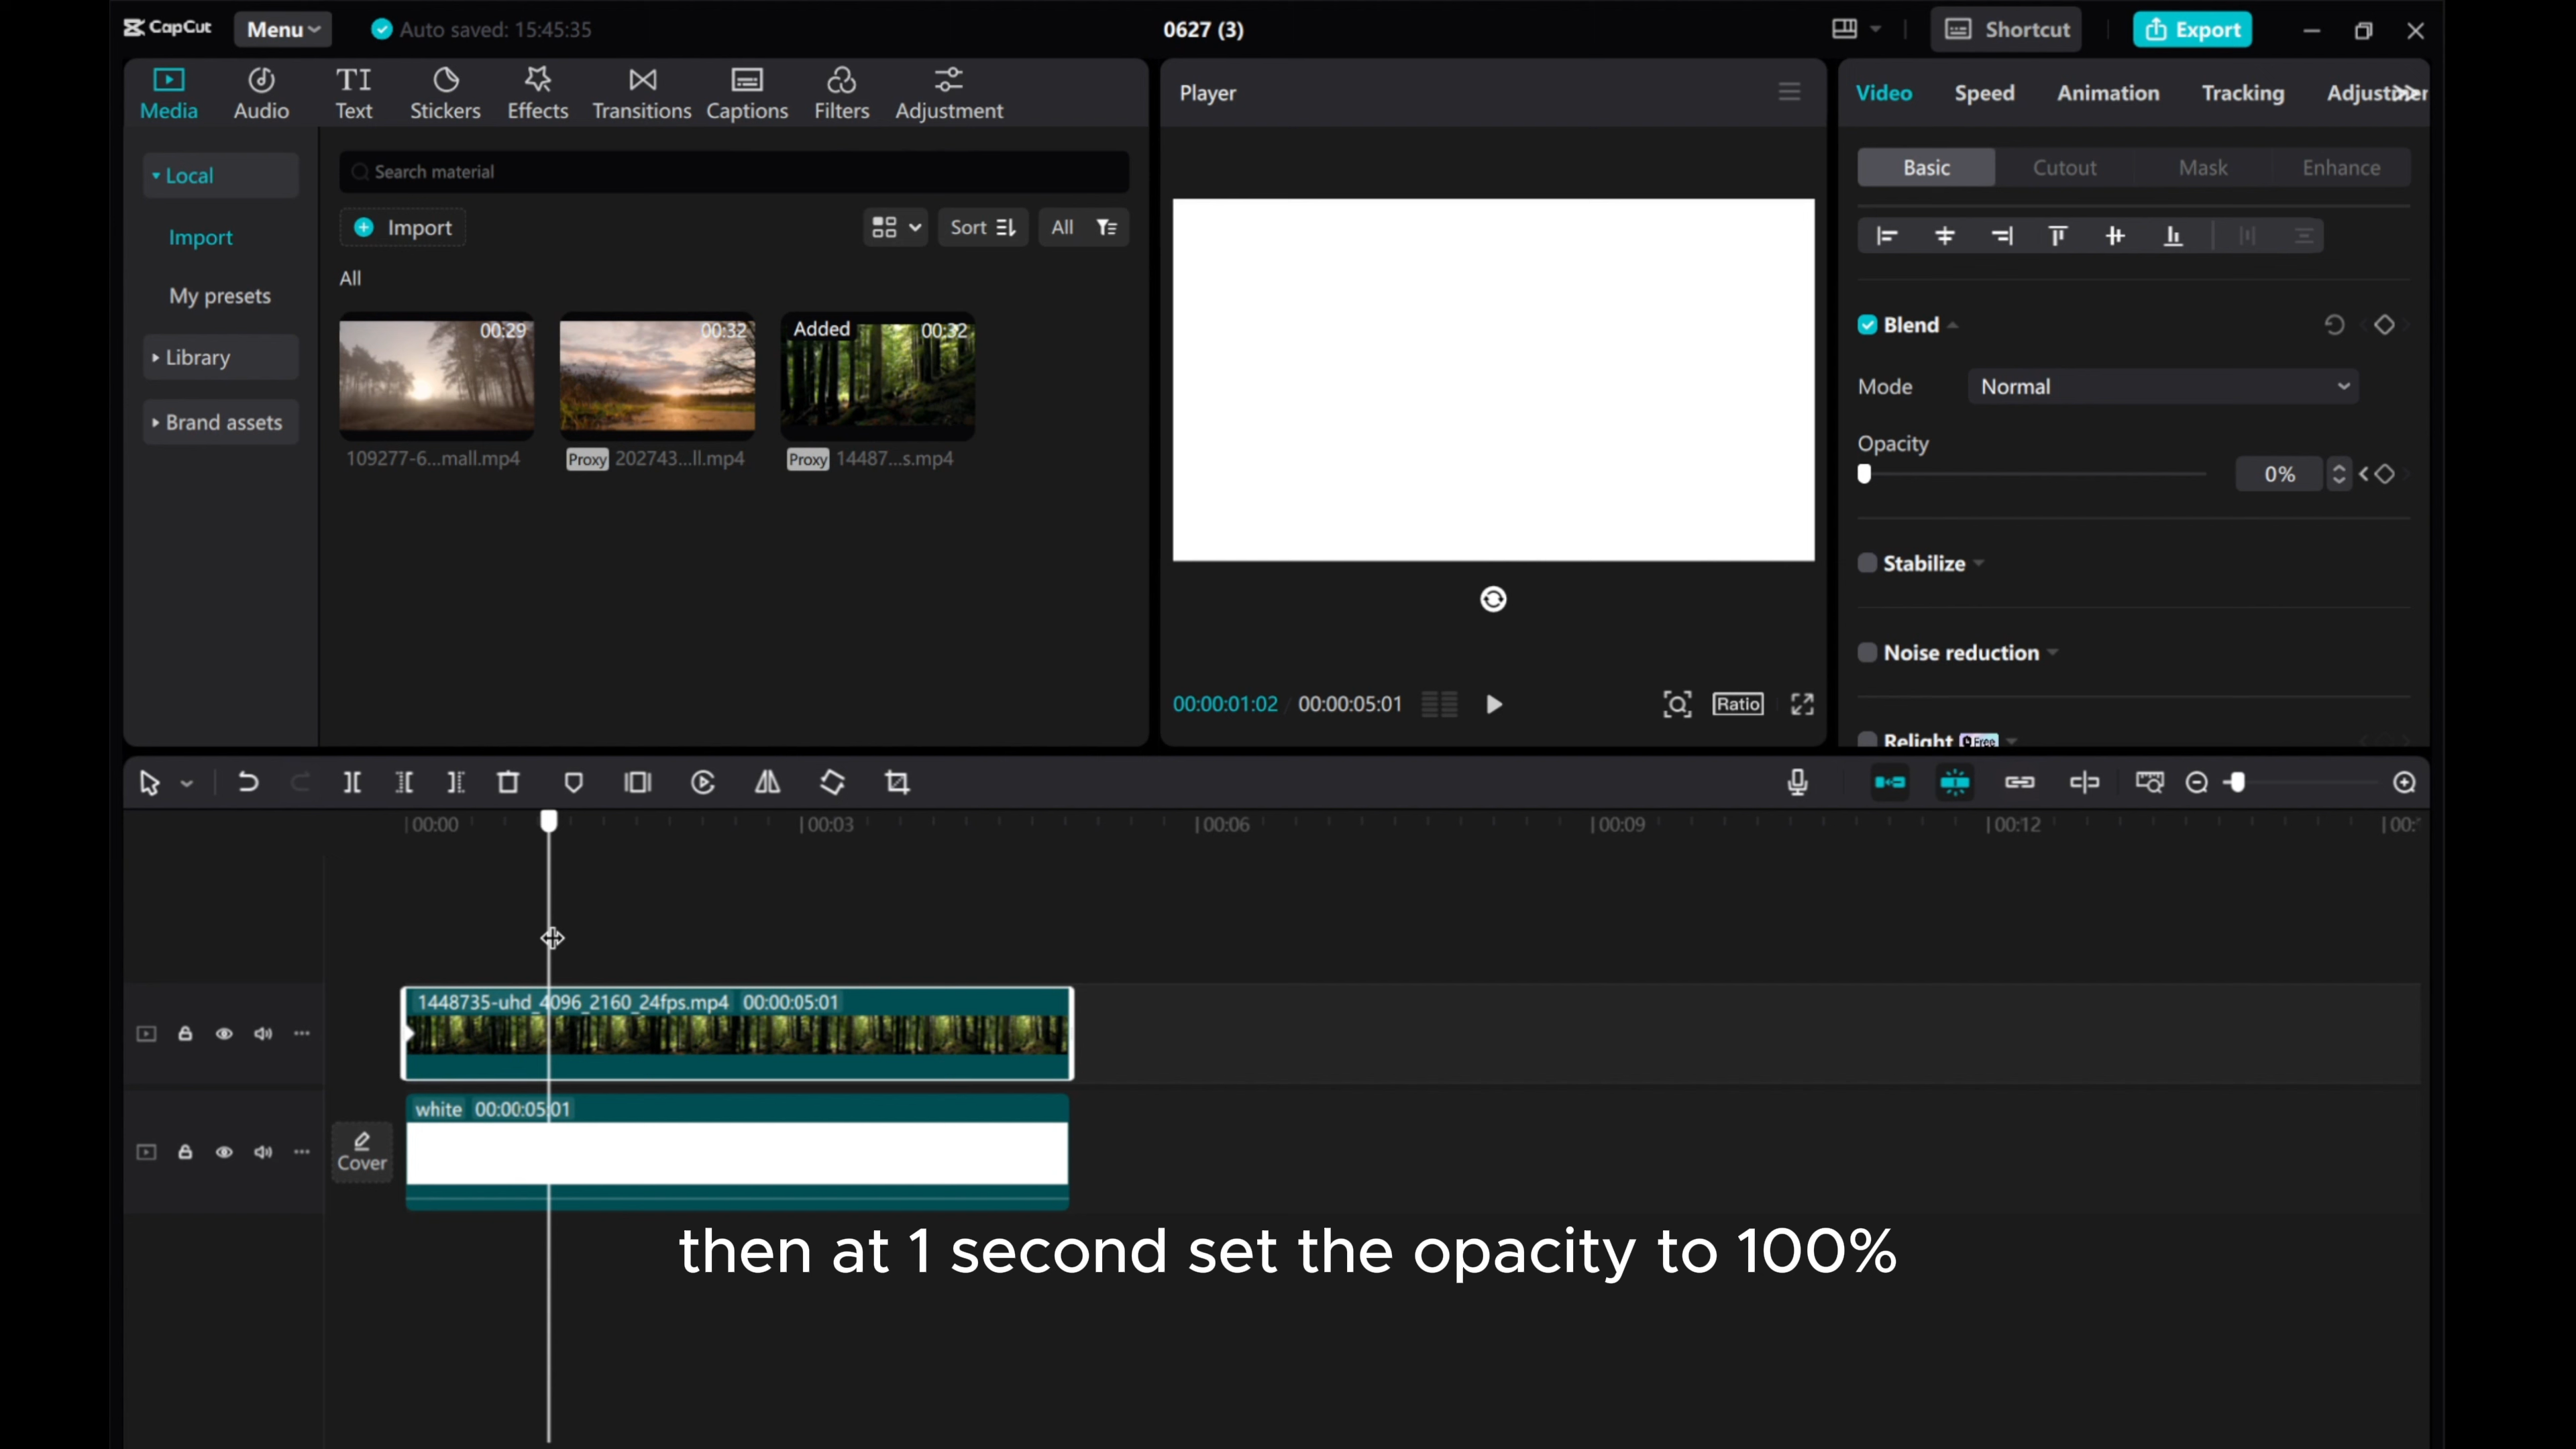 CapCut Menu Auto saved: 15:45:35 0627 (3) Shortcut Export
Media Audio Text Stickers Effects Transitions Captions Filters Adjustment
Local
Import
My presets
Library
Brand assets
Search material
Import Sort All
All
00:29 00:32 Added 00:32
109277-6...mall.mp4 Proxy 202743...ll.mp4 Proxy 14487...s.mp4
Player
00:00:01:02 00:00:05:01 Ratio
Video Speed Animation Tracking
Basic Cutout Mask Enhance
Blend
Mode Normal
Opacity
0%
Stabilize
Noise reduction
Relight Free
00:00 00:03 00:06 00:09 00:12 00:
1448735-uhd_4096_2160_24fps.mp4 00:00:05:01
white 00:00:05:01
Cover
then at 1 second set the opacity to 100%